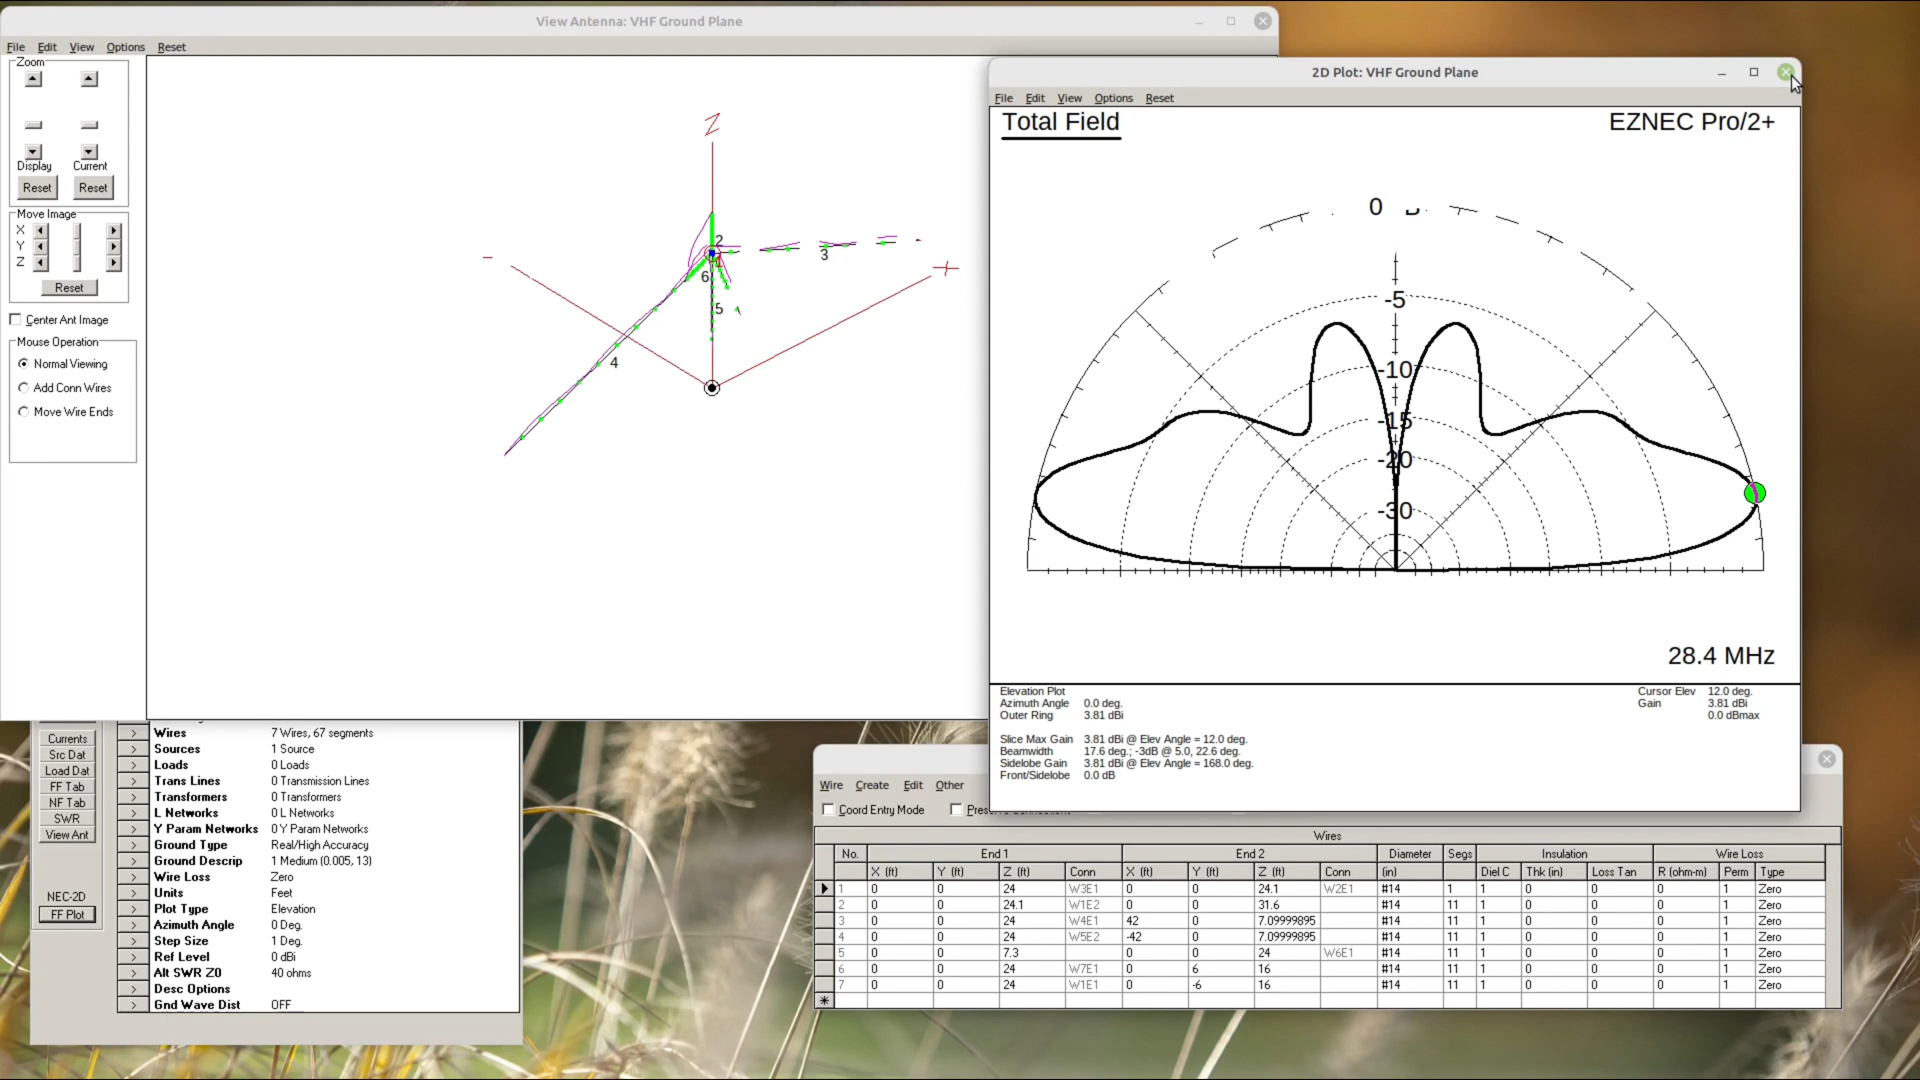 View Antenna: VHF Ground Plane
File Edit View Options Reset
Zoom
Display Current
Reset Reset
Move Image
X
Y
Z
Reset
Center Ant Image
Mouse Operation
Normal Viewing
Add Conn Wires
Move Wire Ends
Z
2
3
6
5
4
2D Plot: VHF Ground Plane
File Edit View Options Reset
Total Field EZNEC Pro/2+
0
-5
-10
-15
-20
-30
28.4 MHz
Elevation Plot
Azimuth Angle 0.0 deg.
Outer Ring 3.81 dBi
Cursor Elev 12.0 deg.
Gain 3.81 dBi
0.0 dBmax
Slice Max Gain 3.81 dBi @ Elev Angle = 12.0 deg.
Beamwidth 17.6 deg.; -3dB @ 5.0, 22.6 deg.
Sidelobe Gain 3.81 dBi @ Elev Angle = 168.0 deg.
Front/Sidelobe 0.0 dB
Currents
Src Dat
Load Dat
FF Tab
NF Tab
SWR
View Ant
NEC-2D
FF Plot
> Wires 7 Wires, 67 segments
> Sources 1 Source
> Loads 0 Loads
> Trans Lines 0 Transmission Lines
> Transformers 0 Transformers
> L Networks 0 L Networks
> Y Param Networks 0 Y Param Networks
> Ground Type Real/High Accuracy
> Ground Descrip 1 Medium (0.005, 13)
> Wire Loss Zero
> Units Feet
> Plot Type Elevation
> Azimuth Angle 0 Deg.
> Step Size 1 Deg.
> Ref Level 0 dBi
> Alt SWR Z0 40 ohms
> Desc Options
> Gnd Wave Dist OFF
Wire Create Edit Other
Coord Entry Mode
Wires
No. End 1 End 2 Diameter Segs Insulation Wire Loss
X (ft) Y (ft) Z (ft) Conn X (ft) Y (ft) Z (ft) Conn (in) Diel C Thk (in) Loss Tan R (ohm-m) Perm Type
1 0 0 24 W3E1 0 0 24.1 W2E1 #14 1 1 0 0 0 1 Zero
2 0 0 24.1 W1E2 0 0 31.6 #14 11 1 0 0 0 1 Zero
3 0 0 24 W4E1 42 0 7.09999895 #14 11 1 0 0 0 1 Zero
4 0 0 24 W5E2 -42 0 7.09999895 #14 11 1 0 0 0 1 Zero
5 0 0 7.3 0 0 24 W6E1 #14 11 1 0 0 0 1 Zero
6 0 0 24 W7E1 0 6 16 #14 11 1 0 0 0 1 Zero
7 0 0 24 W1E1 0 -6 16 #14 11 1 0 0 0 1 Zero